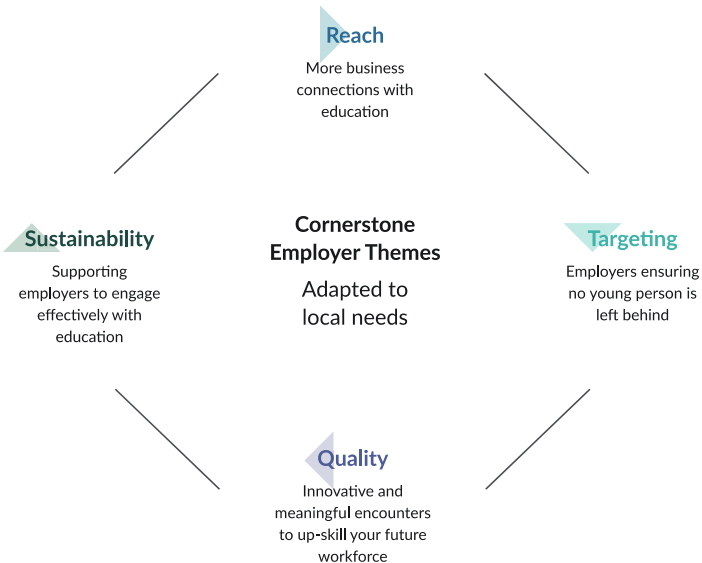 Reach
More business
connections with
education
Sustainability
Supporting
employers to engage
effectively with
education
Cornerstone
Employer Themes
Adapted to
local needs
Targeting
Employers ensuring
no young person is
left behind
Quality
Innovative and
meaningful encounters
to up-skill your future
workforce